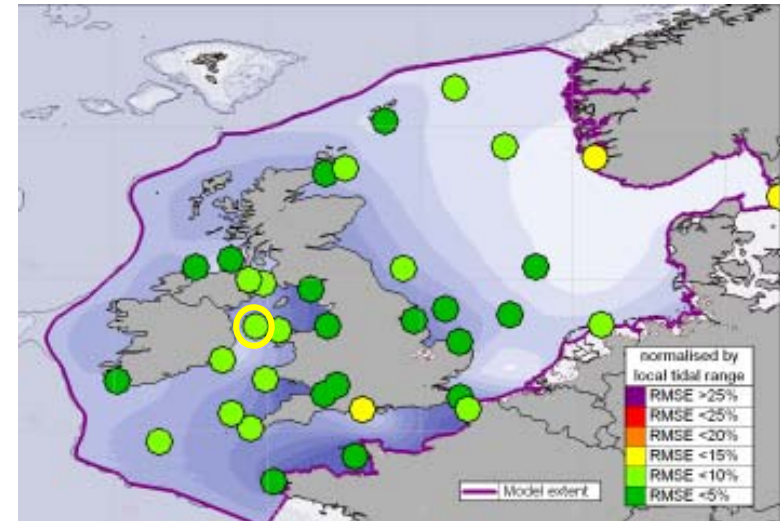 normalised by
local tidal range
RMSE >25%
RMSE <25%
RMSE <20%
RMSE <15%
RMSE <10%
RMSE <5%
Model extent